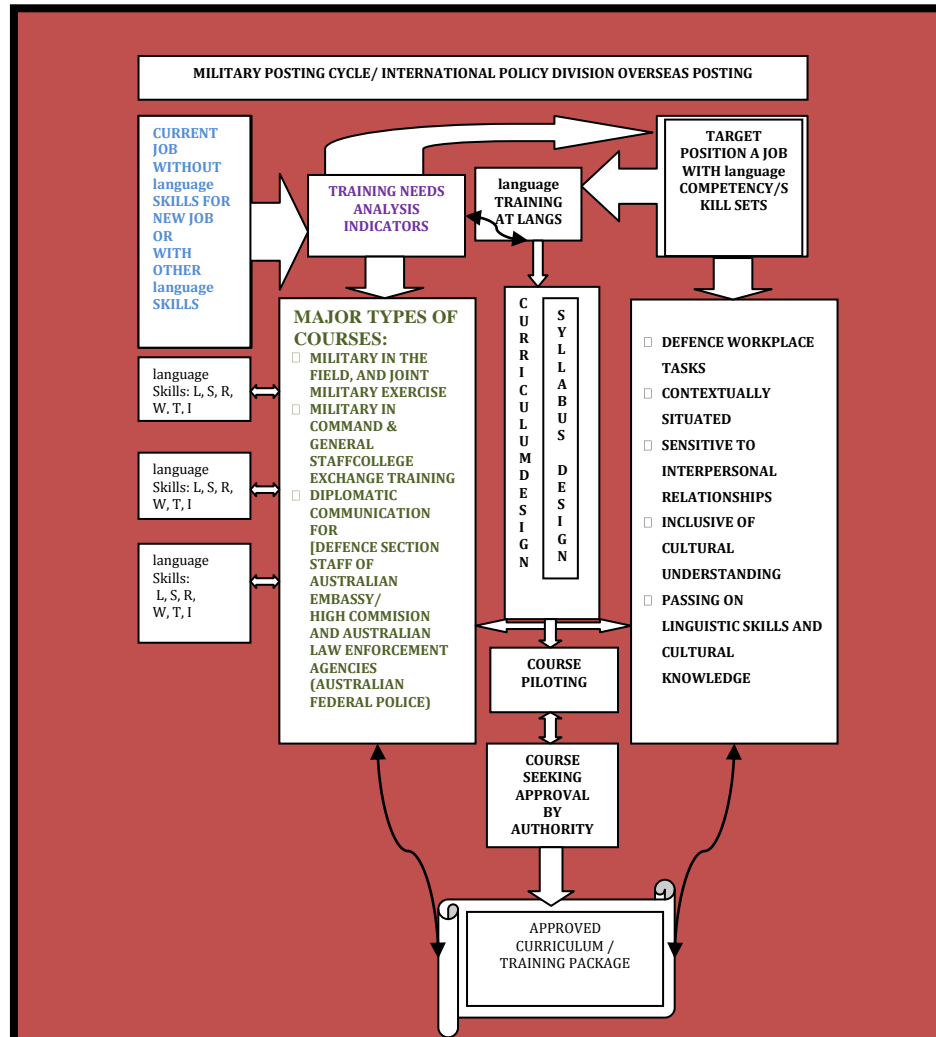 MILITARY POSTING CYCLE/ INTERNATIONAL POLICY DIVISION OVERSEAS POSTING
CURRENT
JOB
WITHOUT
language
SKILLS FOR
NEW JOB
OR
WITH
OTHER
language
SKILLS
TRAINING NEEDS
ANALYSIS
INDICATORS
language
TRAINING
AT LANGS
TARGET
POSITION A JOB
WITH language
COMPETENCY/S
KILL SETS
language
Skills: L, S, R,
W, T, I
language
Skills: L, S, R,
W, T, I
language
Skills:
L, S, R,
W, T, I
MAJOR TYPES OF
COURSES:
MILITARY IN THE
FIELD, AND JOINT
MILITARY EXERCISE
MILITARY IN
COMMAND &
GENERAL
STAFFCOLLEGE
EXCHANGE TRAINING
DIPLOMATIC
COMMUNICATION
FOR
[DEFENCE SECTION
STAFF OF
AUSTRALIAN
EMBASSY/
HIGH COMMISION
AND AUSTRALIAN
LAW ENFORCEMENT
AGENCIES
(AUSTRALIAN
FEDERAL POLICE)
C
U
R
R
I
C
U
L
U
M
D
E
S
I
G
N
S
Y
L
L
A
B
U
S
D
E
S
I
G
N
DEFENCE WORKPLACE
TASKS
CONTEXTUALLY
SITUATED
SENSITIVE TO
INTERPERSONAL
RELATIONSHIPS
INCLUSIVE OF
CULTURAL
UNDERSTANDING
PASSING ON
LINGUISTIC SKILLS AND
CULTURAL
KNOWLEDGE
COURSE
PILOTING
COURSE
SEEKING
APPROVAL
BY
AUTHORITY
APPROVED
CURRICULUM /
TRAINING PACKAGE